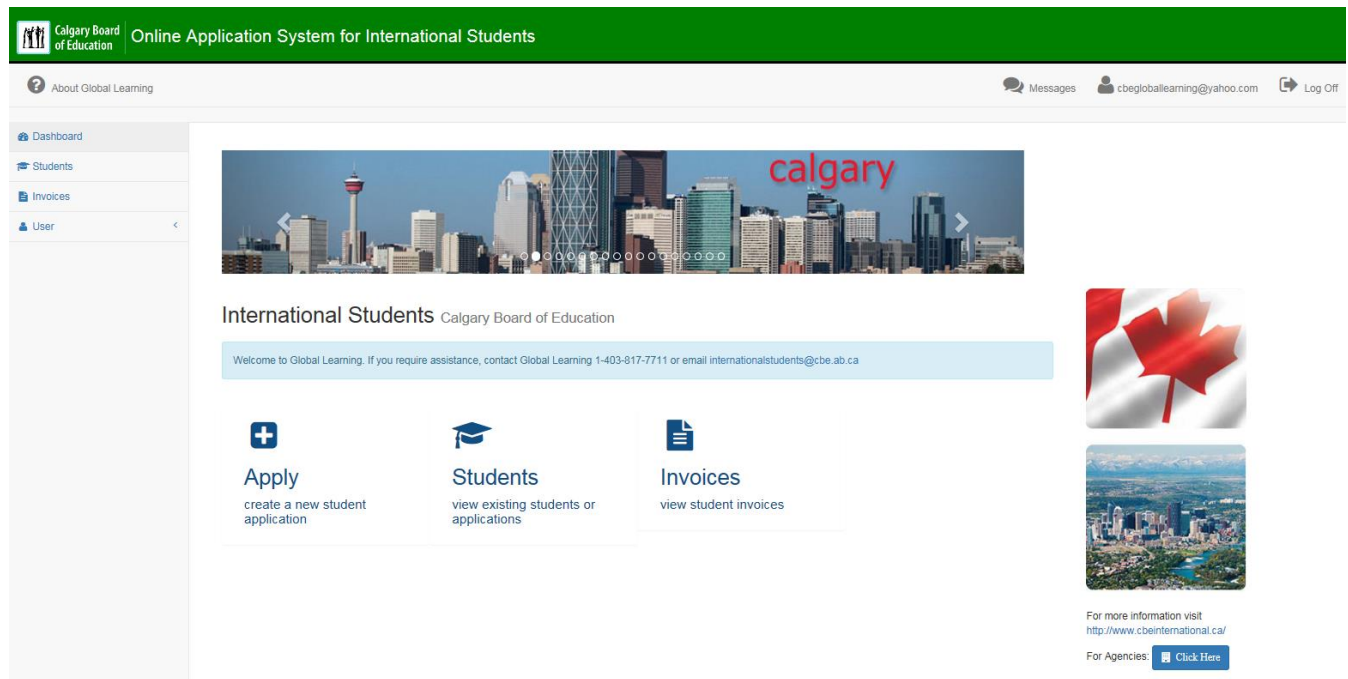 Calgary Board
of Education
Online Application System for International Students
About Global Learning
Messages
cbegloballearning@yahoo.com
Log Off
Dashboard
Students
Invoices
User
calgary
International Students Calgary Board of Education
Welcome to Global Learning. If you require assistance, contact Global Learning 1-403-817-7711 or email internationalstudents@cbe.ab.ca
Apply
create a new student
application
Students
view existing students or
applications
Invoices
view student invoices
For more information visit
http://www.cbeinternational.ca/
For Agencies: Click Here